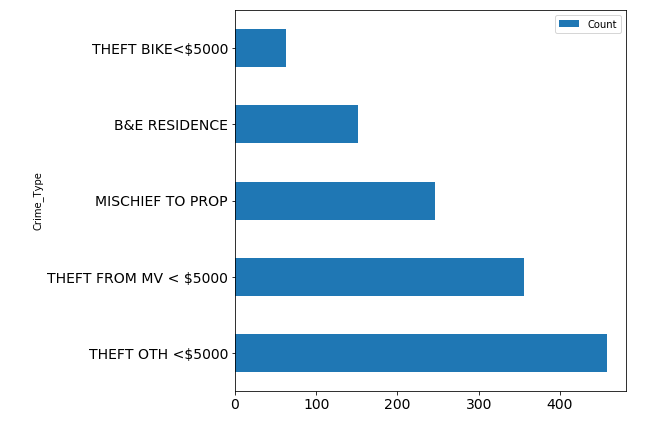 Count
THEFT BIKE<$5000
B&E RESIDENCE
MISCHIEF TO PROP
THEFT FROM MV < $5000
THEFT OTH <$5000
Crime_Type
0 100 200 300 400